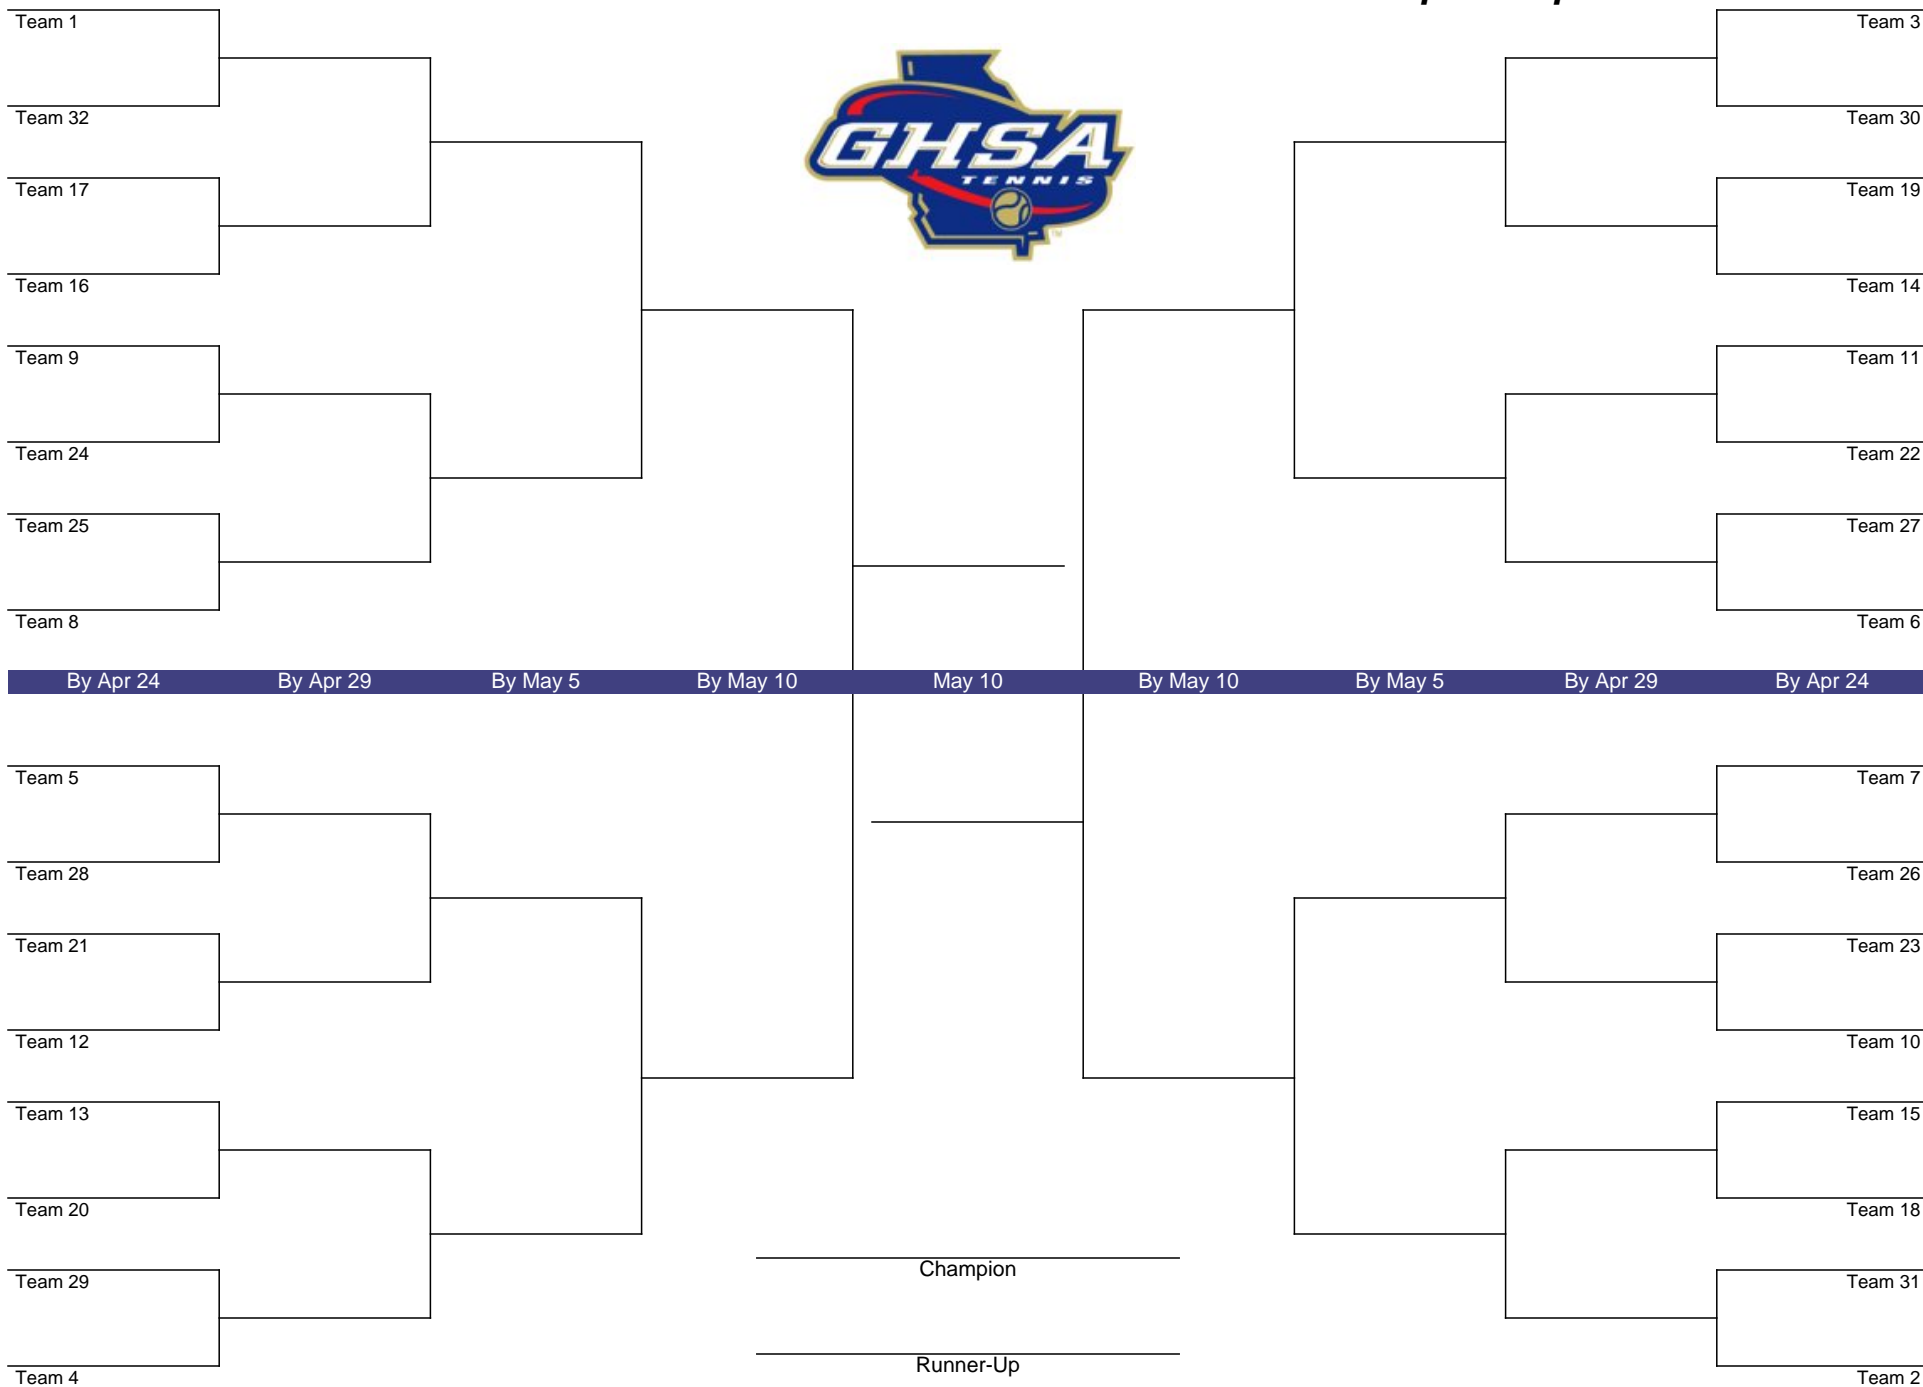 Team 1
Team 32
Team 17
Team 16
Team 9
Team 24
Team 25
Team 8
GHSA
TENNIS
TM
Team 3
Team 30
Team 19
Team 14
Team 11
Team 22
Team 27
Team 6
By Apr 24 By Apr 29 By May 5 By May 10 May 10 By May 10 By May 5 By Apr 29 By Apr 24
Team 5
Team 28
Team 21
Team 12
Team 13
Team 20
Team 29
Team 4
Champion
Runner-Up
Team 7
Team 26
Team 23
Team 10
Team 15
Team 18
Team 31
Team 2